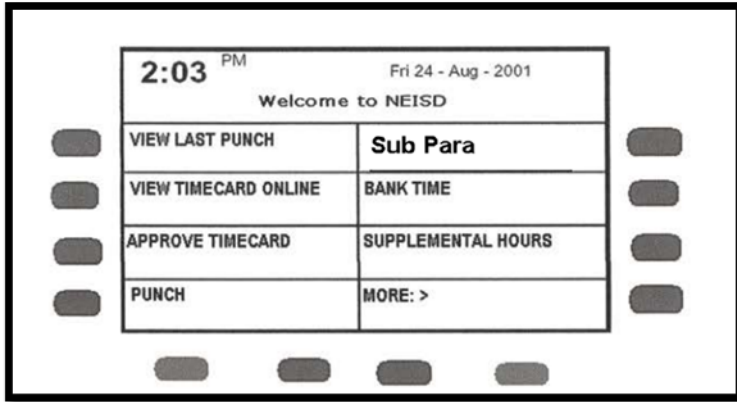 2:03 PM Fri 24 - Aug - 2001
Welcome to NEISD
VIEW LAST PUNCH Sub Para
VIEW TIMECARD ONLINE BANK TIME
APPROVE TIMECARD SUPPLEMENTAL HOURS
PUNCH MORE: >